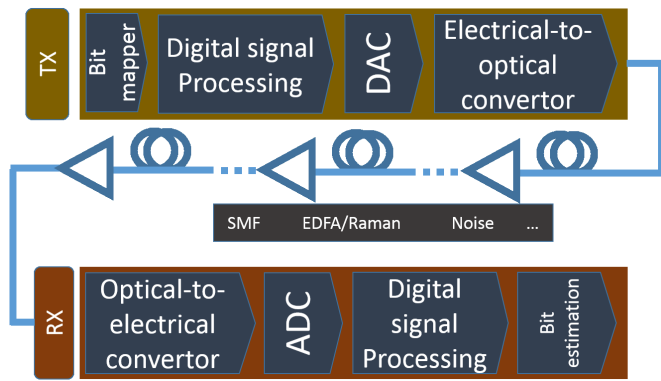 TX
Bit
mapper
Digital signal
Processing
DAC
Electrical-to-
optical
convertor
SMF EDFA/Raman Noise ...
RX
Optical-to-
electrical
convertor
ADC
Digital
signal
Processing
Bit
estimation